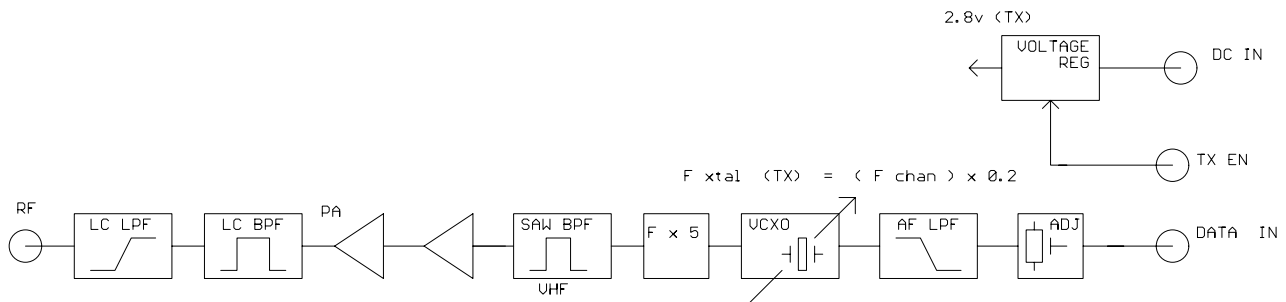 2.8v (TX)
VOLTAGE
REG
DC IN
TX EN
F xtal (TX) = ( F chan ) x 0.2
RF
LC LPF
LC BPF
PA
SAW BPF
VHF
F x 5
VCXO
AF LPF
ADJ
DATA IN